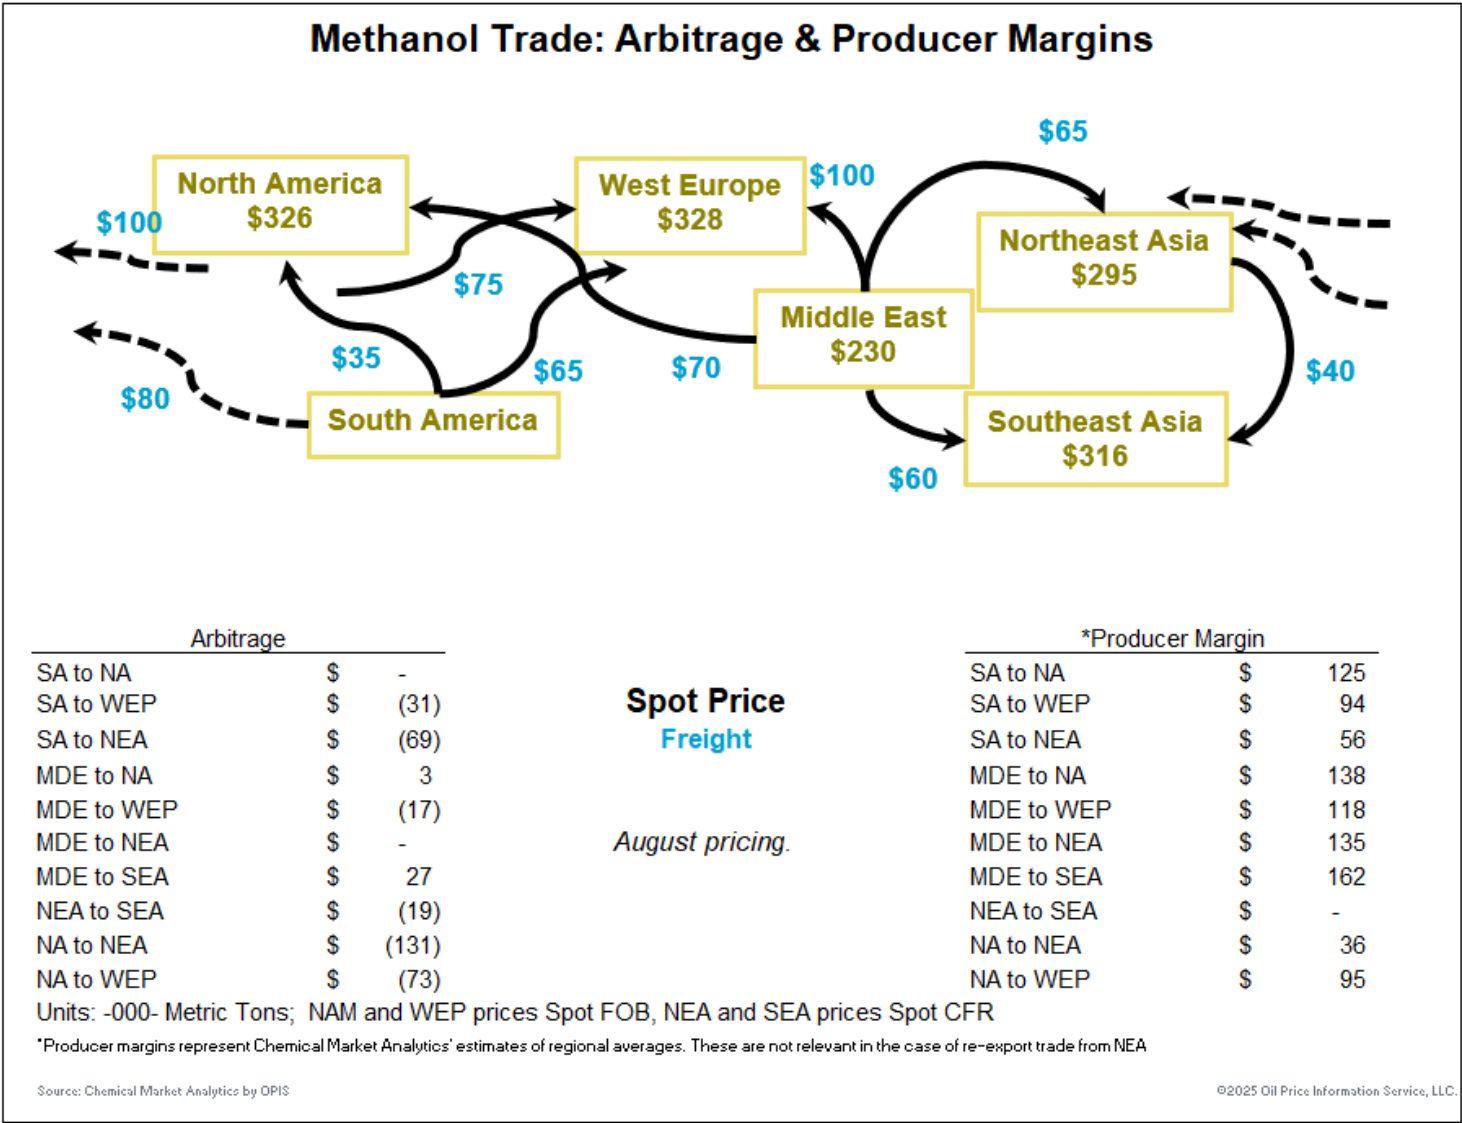 Methanol Trade: Arbitrage & Producer Margins
$65
North America
$326
West Europe
$328
$100
$100
Northeast Asia
$295
$75
Middle East
$230
$35
$65
$70
$40
$80
South America
Southeast Asia
$316
$60
Arbitrage
SA to NA $ -
SA to WEP $ (31)
SA to NEA $ (69)
MDE to NA $ 3
MDE to WEP $ (17)
MDE to NEA $ -
MDE to SEA $ 27
NEA to SEA $ (19)
NA to NEA $ (131)
NA to WEP $ (73)
Spot Price
Freight
August pricing.
*Producer Margin
SA to NA $ 125
SA to WEP $ 94
SA to NEA $ 56
MDE to NA $ 138
MDE to WEP $ 118
MDE to NEA $ 135
MDE to SEA $ 162
NEA to SEA $ -
NA to NEA $ 36
NA to WEP $ 95
Units: -000- Metric Tons; NAM and WEP prices Spot FOB, NEA and SEA prices Spot CFR
*Producer margins represent Chemical Market Analytics' estimates of regional averages. These are not relevant in the case of re-export trade from NEA
Source: Chemical Market Analytics by OPIS
©2025 Oil Price Information Service, LLC.